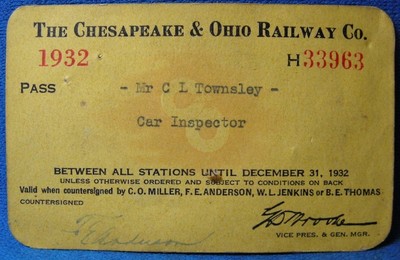 THE CHESAPEAKE & OHIO RAILWAY CO.
1932 H33963
PASS - Mr C L Townsley -
Car Inspector
BETWEEN ALL STATIONS UNTIL DECEMBER 31, 1932
UNLESS OTHERWISE ORDERED AND SUBJECT TO CONDITIONS ON BACK
Valid when countersigned by C. O. MILLER, F. E. ANDERSON, W. L. JENKINS or B. E. THOMAS
COUNTERSIGNED
F E Anderson
VICE PRES. & GEN. MGR.